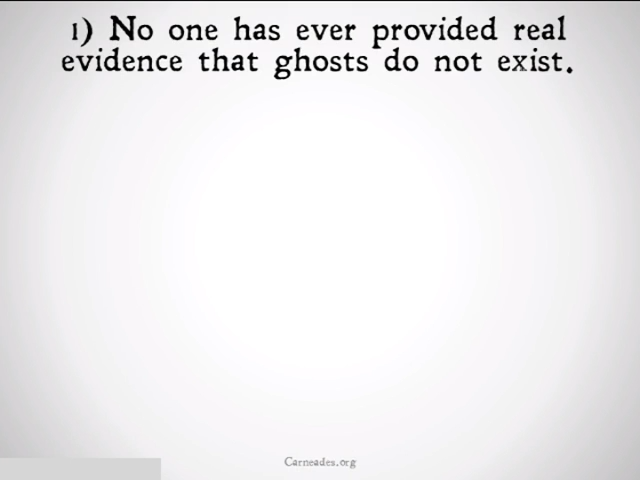 1) No one has ever provided real
evidence that ghosts do not exist.
Carneades.org